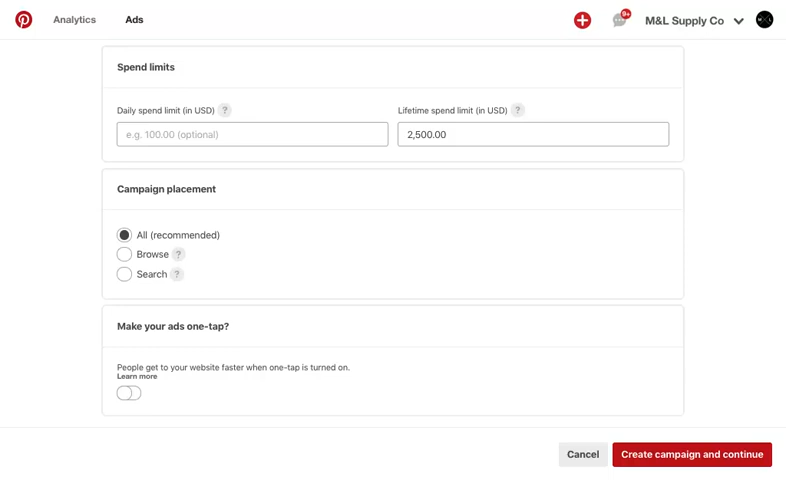 Analytics
Ads
9+
M&L Supply Co
Spend limits
Daily spend limit (in USD) ?
Lifetime spend limit (in USD) ?
e.g. 100.00 (optional)
2,500.00
Campaign placement
All (recommended)
Browse ?
Search ?
Make your ads one-tap?
People get to your website faster when one-tap is turned on.
Learn more
Cancel
Create campaign and continue